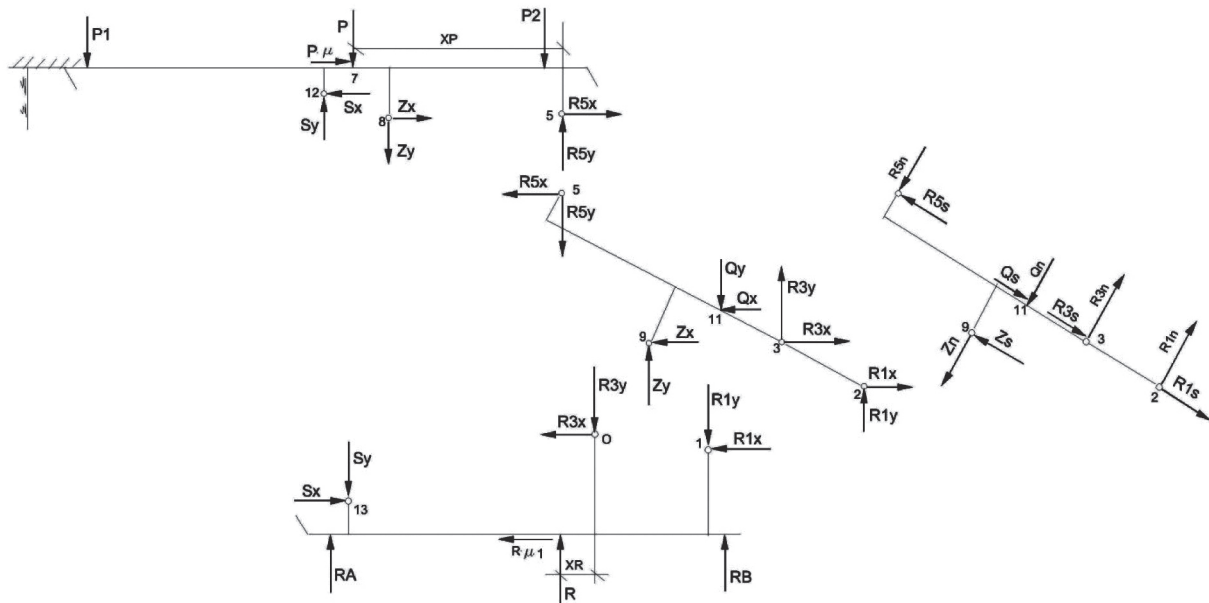 P1
P
P2
XP
P·μ
7
12
Sx
Sy
8
Zx
Zy
5
R5x
R5y
R5x
5
R5y
Qy
Qx
11
R3y
R3x
3
9
Zx
Zy
2
R1x
R1y
R5n
R5s
Qs
Qn
11
R3s
R3n
3
9
Zn
Zs
R1n
2
R1s
R3y
R3x
O
R1y
1
R1x
Sy
Sx
13
RA
R·μ1
XR
R
RB